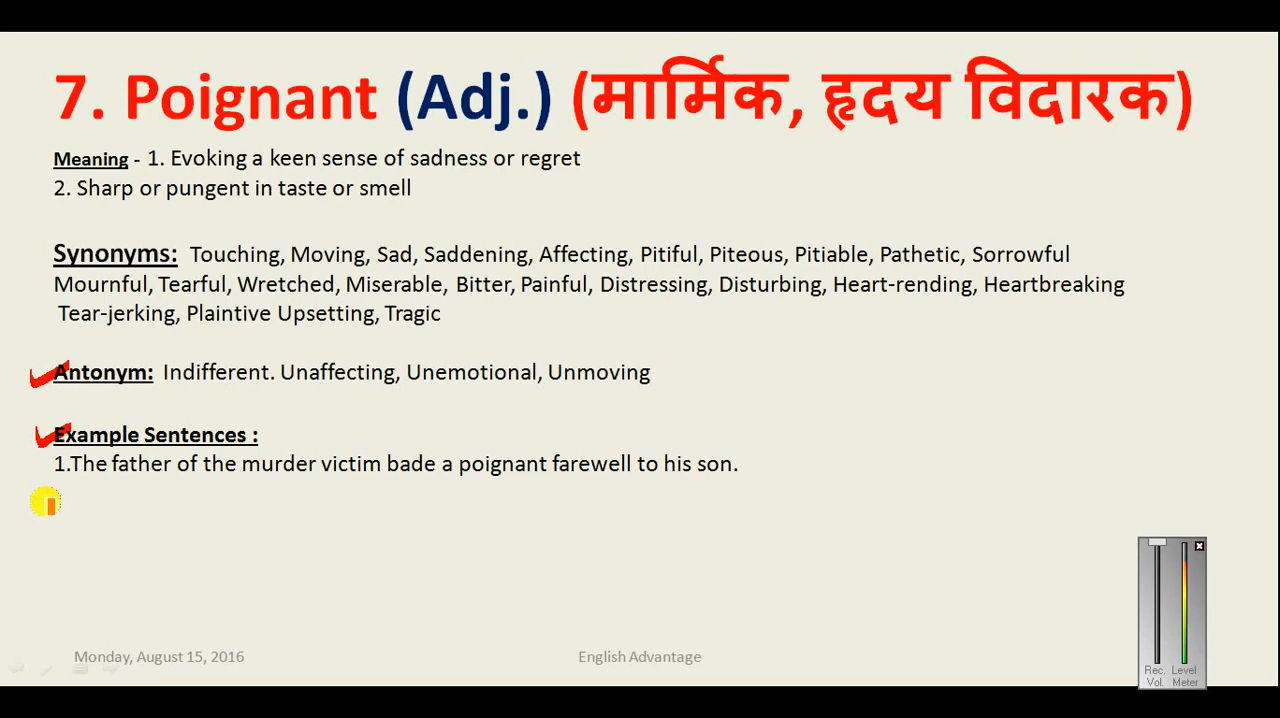 7. Poignant (Adj.) (मार्मिक, हृदय विदारक)
Meaning - 1. Evoking a keen sense of sadness or regret
2. Sharp or pungent in taste or smell
Synonyms: Touching, Moving, Sad, Saddening, Affecting, Pitiful, Piteous, Pitiable, Pathetic, Sorrowful
Mournful, Tearful, Wretched, Miserable, Bitter, Painful, Distressing, Disturbing, Heart-rending, Heartbreaking
Tear-jerking, Plaintive Upsetting, Tragic
Antonym: Indifferent. Unaffecting, Unemotional, Unmoving
Example Sentences :
1.The father of the murder victim bade a poignant farewell to his son.
Monday, August 15, 2016
English Advantage
Rec. Level
Vol. Meter